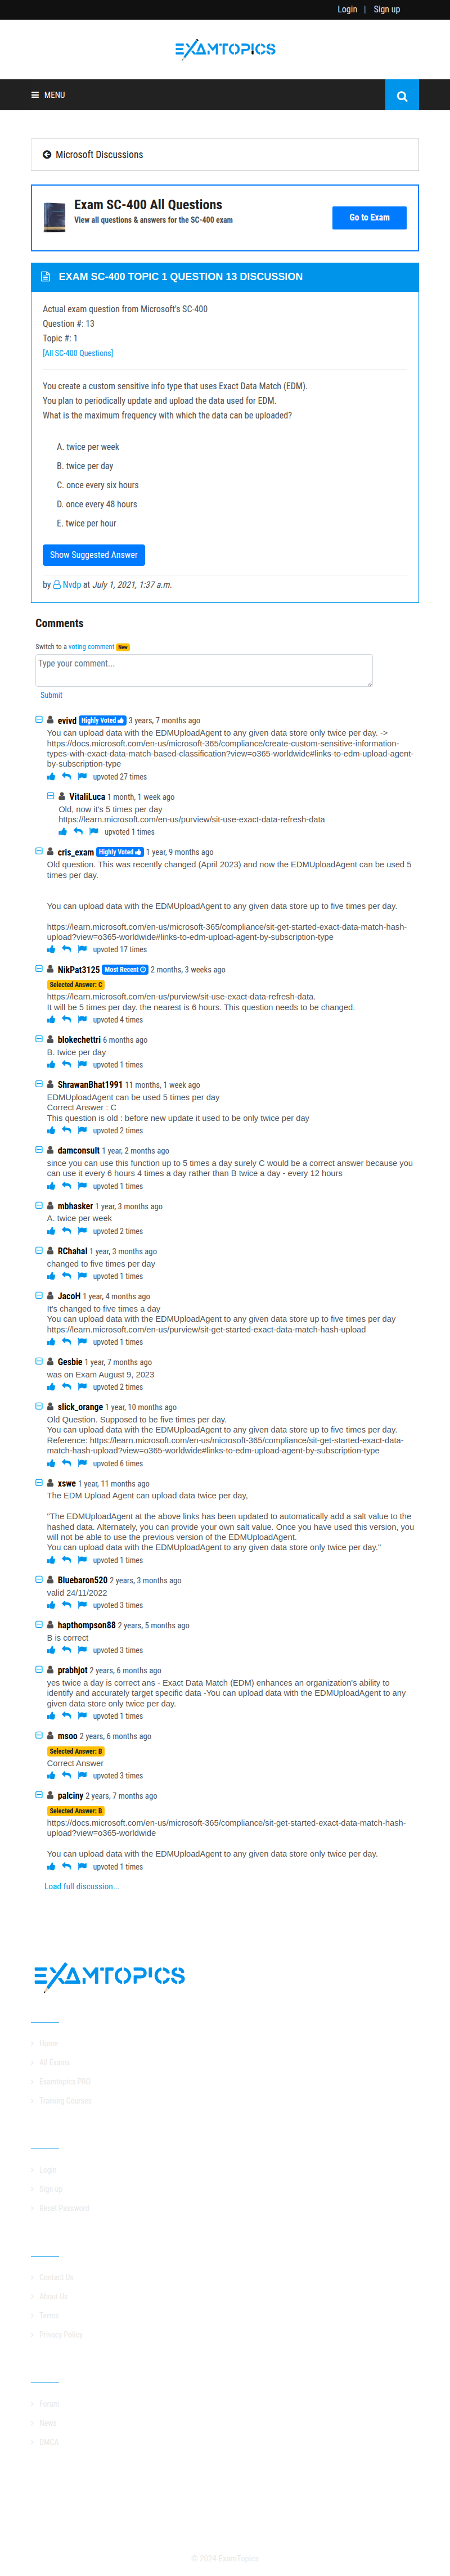 Login | Sign up
EXAMTOPICS
MENU
Microsoft Discussions
Exam SC-400 All Questions
View all questions & answers for the SC-400 exam
Go to Exam
EXAM SC-400 TOPIC 1 QUESTION 13 DISCUSSION
Actual exam question from Microsoft's SC-400
Question #: 13
Topic #: 1
[All SC-400 Questions]
You create a custom sensitive info type that uses Exact Data Match (EDM).
You plan to periodically update and upload the data used for EDM.
What is the maximum frequency with which the data can be uploaded?
A. twice per week
B. twice per day
C. once every six hours
D. once every 48 hours
E. twice per hour
Show Suggested Answer
by Nvdp at July 1, 2021, 1:37 a.m.
Comments
Switch to a voting comment New
Type your comment...
Submit
evivd Highly Voted 3 years, 7 months ago
You can upload data with the EDMUploadAgent to any given data store only twice per day. ->
https://docs.microsoft.com/en-us/microsoft-365/compliance/create-custom-sensitive-information-
types-with-exact-data-match-based-classification?view=o365-worldwide#links-to-edm-upload-agent-
by-subscription-type
upvoted 27 times
VitaliLuca 1 month, 1 week ago
Old, now it's 5 times per day
https://learn.microsoft.com/en-us/purview/sit-use-exact-data-refresh-data
upvoted 1 times
cris_exam Highly Voted 1 year, 9 months ago
Old question. This was recently changed (April 2023) and now the EDMUploadAgent can be used 5
times per day.
You can upload data with the EDMUploadAgent to any given data store up to five times per day.
https://learn.microsoft.com/en-us/microsoft-365/compliance/sit-get-started-exact-data-match-hash-
upload?view=o365-worldwide#links-to-edm-upload-agent-by-subscription-type
upvoted 17 times
NikPat3125 Most Recent 2 months, 3 weeks ago
Selected Answer: C
https://learn.microsoft.com/en-us/purview/sit-use-exact-data-refresh-data.
It will be 5 times per day. the nearest is 6 hours. This question needs to be changed.
upvoted 4 times
blokechettri 6 months ago
B. twice per day
upvoted 1 times
ShrawanBhat1991 11 months, 1 week ago
EDMUploadAgent can be used 5 times per day
Correct Answer : C
This question is old : before new update it used to be only twice per day
upvoted 2 times
damconsult 1 year, 2 months ago
since you can use this function up to 5 times a day surely C would be a correct answer because you
can use it every 6 hours 4 times a day rather than B twice a day - every 12 hours
upvoted 1 times
mbhasker 1 year, 3 months ago
A. twice per week
upvoted 2 times
RChahal 1 year, 3 months ago
changed to five times per day
upvoted 1 times
JacoH 1 year, 4 months ago
It's changed to five times a day
You can upload data with the EDMUploadAgent to any given data store up to five times per day
https://learn.microsoft.com/en-us/purview/sit-get-started-exact-data-match-hash-upload
upvoted 1 times
Gesbie 1 year, 7 months ago
was on Exam August 9, 2023
upvoted 2 times
slick_orange 1 year, 10 months ago
Old Question. Supposed to be five times per day.
You can upload data with the EDMUploadAgent to any given data store up to five times per day.
Reference: https://learn.microsoft.com/en-us/microsoft-365/compliance/sit-get-started-exact-data-
match-hash-upload?view=o365-worldwide#links-to-edm-upload-agent-by-subscription-type
upvoted 6 times
xswe 1 year, 11 months ago
The EDM Upload Agent can upload data twice per day,
"The EDMUploadAgent at the above links has been updated to automatically add a salt value to the
hashed data. Alternately, you can provide your own salt value. Once you have used this version, you
will not be able to use the previous version of the EDMUploadAgent.
You can upload data with the EDMUploadAgent to any given data store only twice per day."
upvoted 1 times
Bluebaron520 2 years, 3 months ago
valid 24/11/2022
upvoted 3 times
hapthompson88 2 years, 5 months ago
B is correct
upvoted 3 times
prabhjot 2 years, 6 months ago
yes twice a day is correct ans - Exact Data Match (EDM) enhances an organization's ability to
identify and accurately target specific data -You can upload data with the EDMUploadAgent to any
given data store only twice per day.
upvoted 1 times
msoo 2 years, 6 months ago
Selected Answer: B
Correct Answer
upvoted 3 times
palciny 2 years, 7 months ago
Selected Answer: B
https://docs.microsoft.com/en-us/microsoft-365/compliance/sit-get-started-exact-data-match-hash-
upload?view=o365-worldwide
You can upload data with the EDMUploadAgent to any given data store only twice per day.
upvoted 1 times
Load full discussion...
EXAMTOPICS
Home
All Exams
Examtopics PRO
Training Courses
Login
Sign up
Reset Password
Contact Us
About Us
Terms
Privacy Policy
Forum
News
DMCA
© 2024 ExamTopics